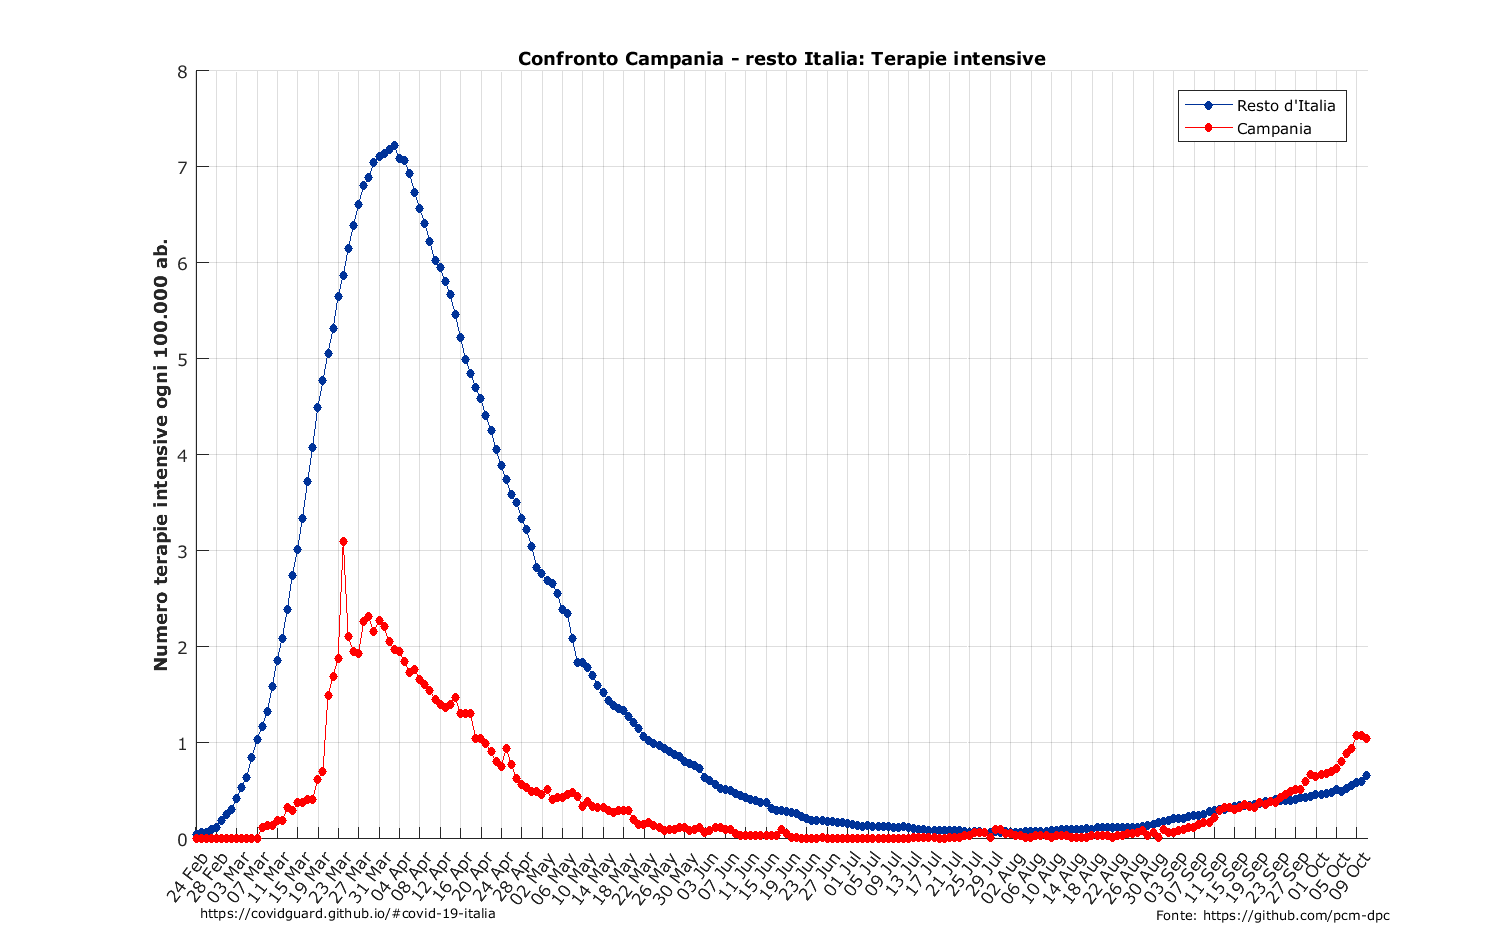 Confronto Campania - resto Italia: Terapie intensive
Resto d'Italia
Campania
Numero terapie intensive ogni 100.000 ab.
8
7
6
5
4
3
2
1
0
24 Feb
28 Feb
03 Mar
07 Mar
11 Mar
15 Mar
19 Mar
23 Mar
27 Mar
31 Mar
04 Apr
08 Apr
12 Apr
16 Apr
20 Apr
24 Apr
28 Apr
02 May
06 May
10 May
14 May
18 May
22 May
26 May
30 May
03 Jun
07 Jun
11 Jun
15 Jun
19 Jun
23 Jun
27 Jun
01 Jul
05 Jul
09 Jul
13 Jul
17 Jul
21 Jul
25 Jul
29 Jul
02 Aug
06 Aug
10 Aug
14 Aug
18 Aug
22 Aug
26 Aug
30 Aug
03 Sep
07 Sep
11 Sep
15 Sep
19 Sep
23 Sep
27 Sep
01 Oct
05 Oct
09 Oct
https://covidguard.github.io/#covid-19-italia
Fonte: https://github.com/pcm-dpc